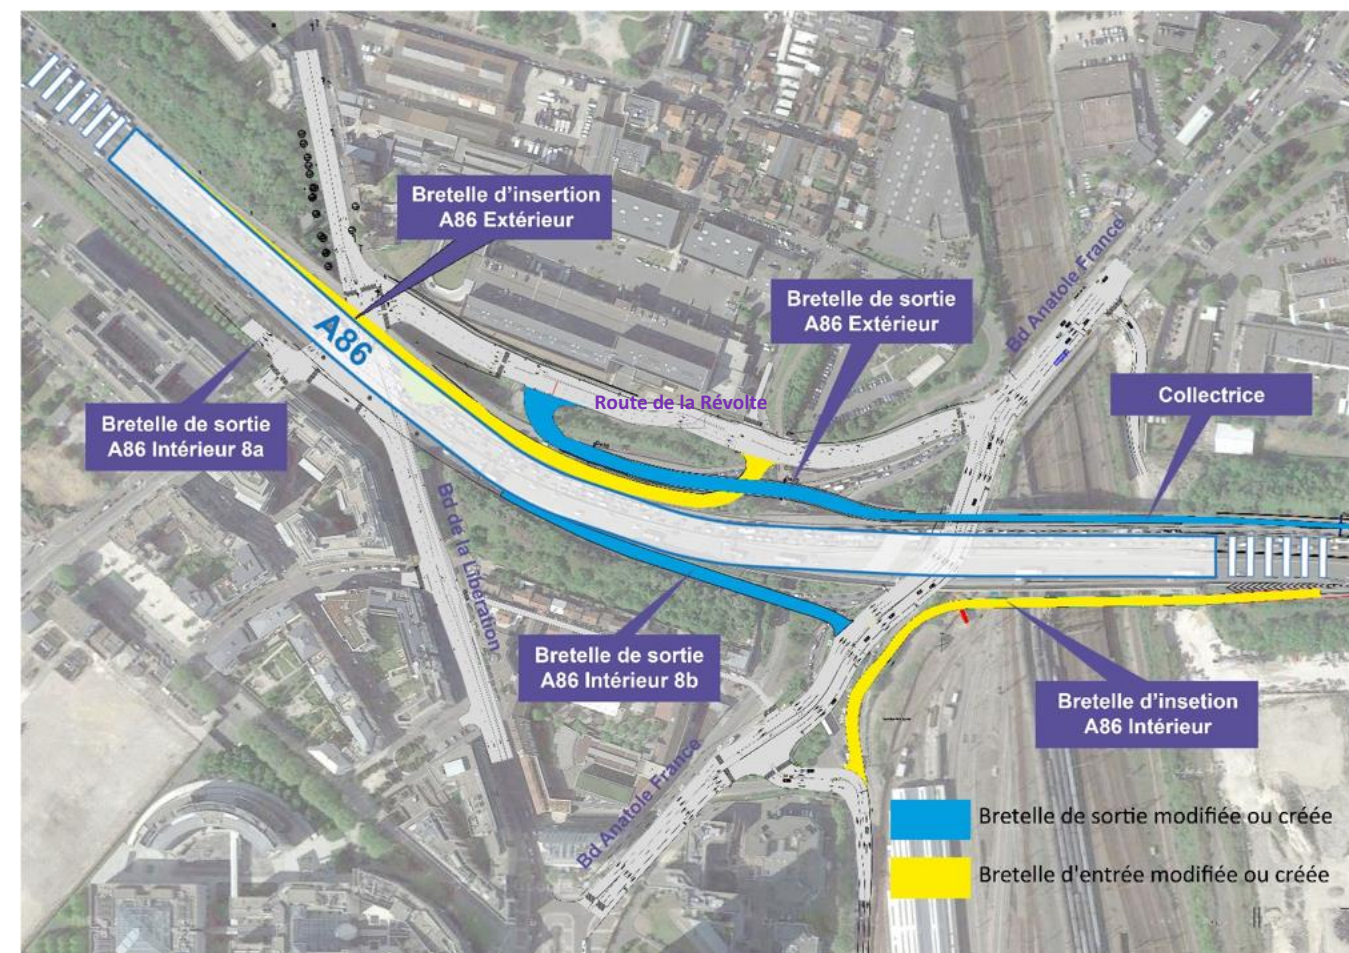 Bretelle d'insertion
A86 Extérieur
Bretelle de sortie
A86 Extérieur
Bd Anatole France
A86
Collectrice
Route de la Révolte
Bretelle de sortie
A86 Intérieur 8a
Bd de la Libération
Bretelle de sortie
A86 Intérieur 8b
Bretelle d'insetion
A86 Intérieur
Bd Anatole France
Bretelle de sortie modifiée ou créée
Bretelle d'entrée modifiée ou créée